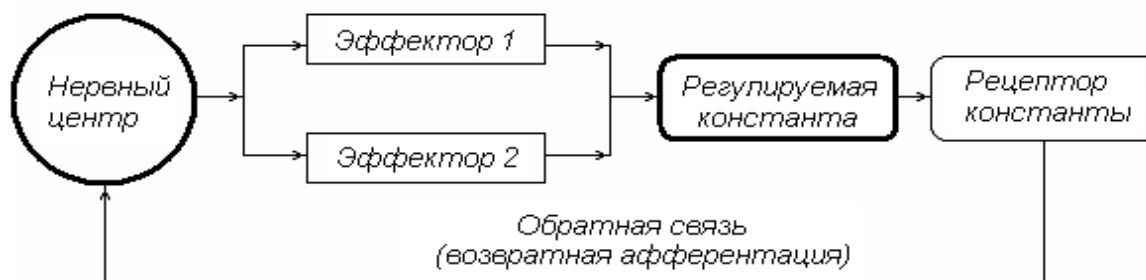 Нервный
центр
Эффектор 1
Эффектор 2
Регулируемая
константа
Рецептор
константы
Обратная связь
(возвратная афферентация)